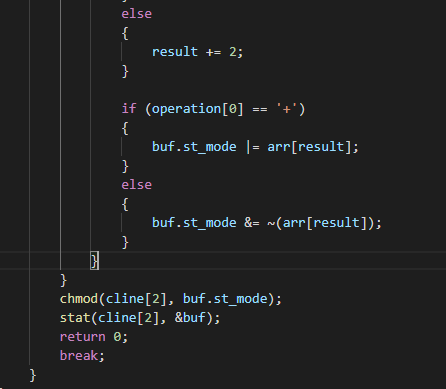 else
{
result += 2;
}
if (operation[0] == '+')
{
buf.st_mode |= arr[result];
}
else
{
buf.st_mode &= ~(arr[result]);
}
}
}
chmod(cline[2], buf.st_mode);
stat(cline[2], &buf);
return 0;
break;
}